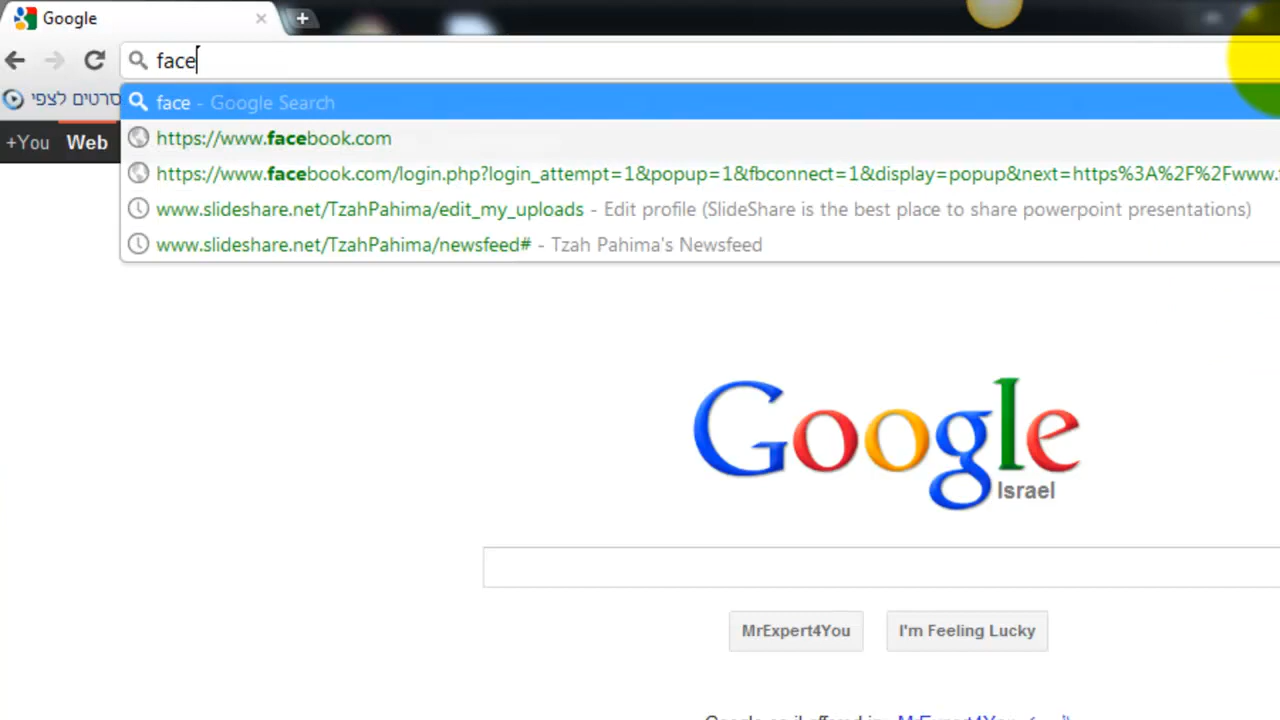 Google
face
סרטים לצפי
face - Google Search
https://www.facebook.com
+You Web
https://www.facebook.com/login.php?login_attempt=1&popup=1&fbconnect=1&display=popup&next=https%3A%2F%2Fwww.
www.slideshare.net/TzahPahima/edit_my_uploads - Edit profile (SlideShare is the best place to share powerpoint presentations)
www.slideshare.net/TzahPahima/newsfeed# - Tzah Pahima's Newsfeed
Google
Israel
MrExpert4You I'm Feeling Lucky